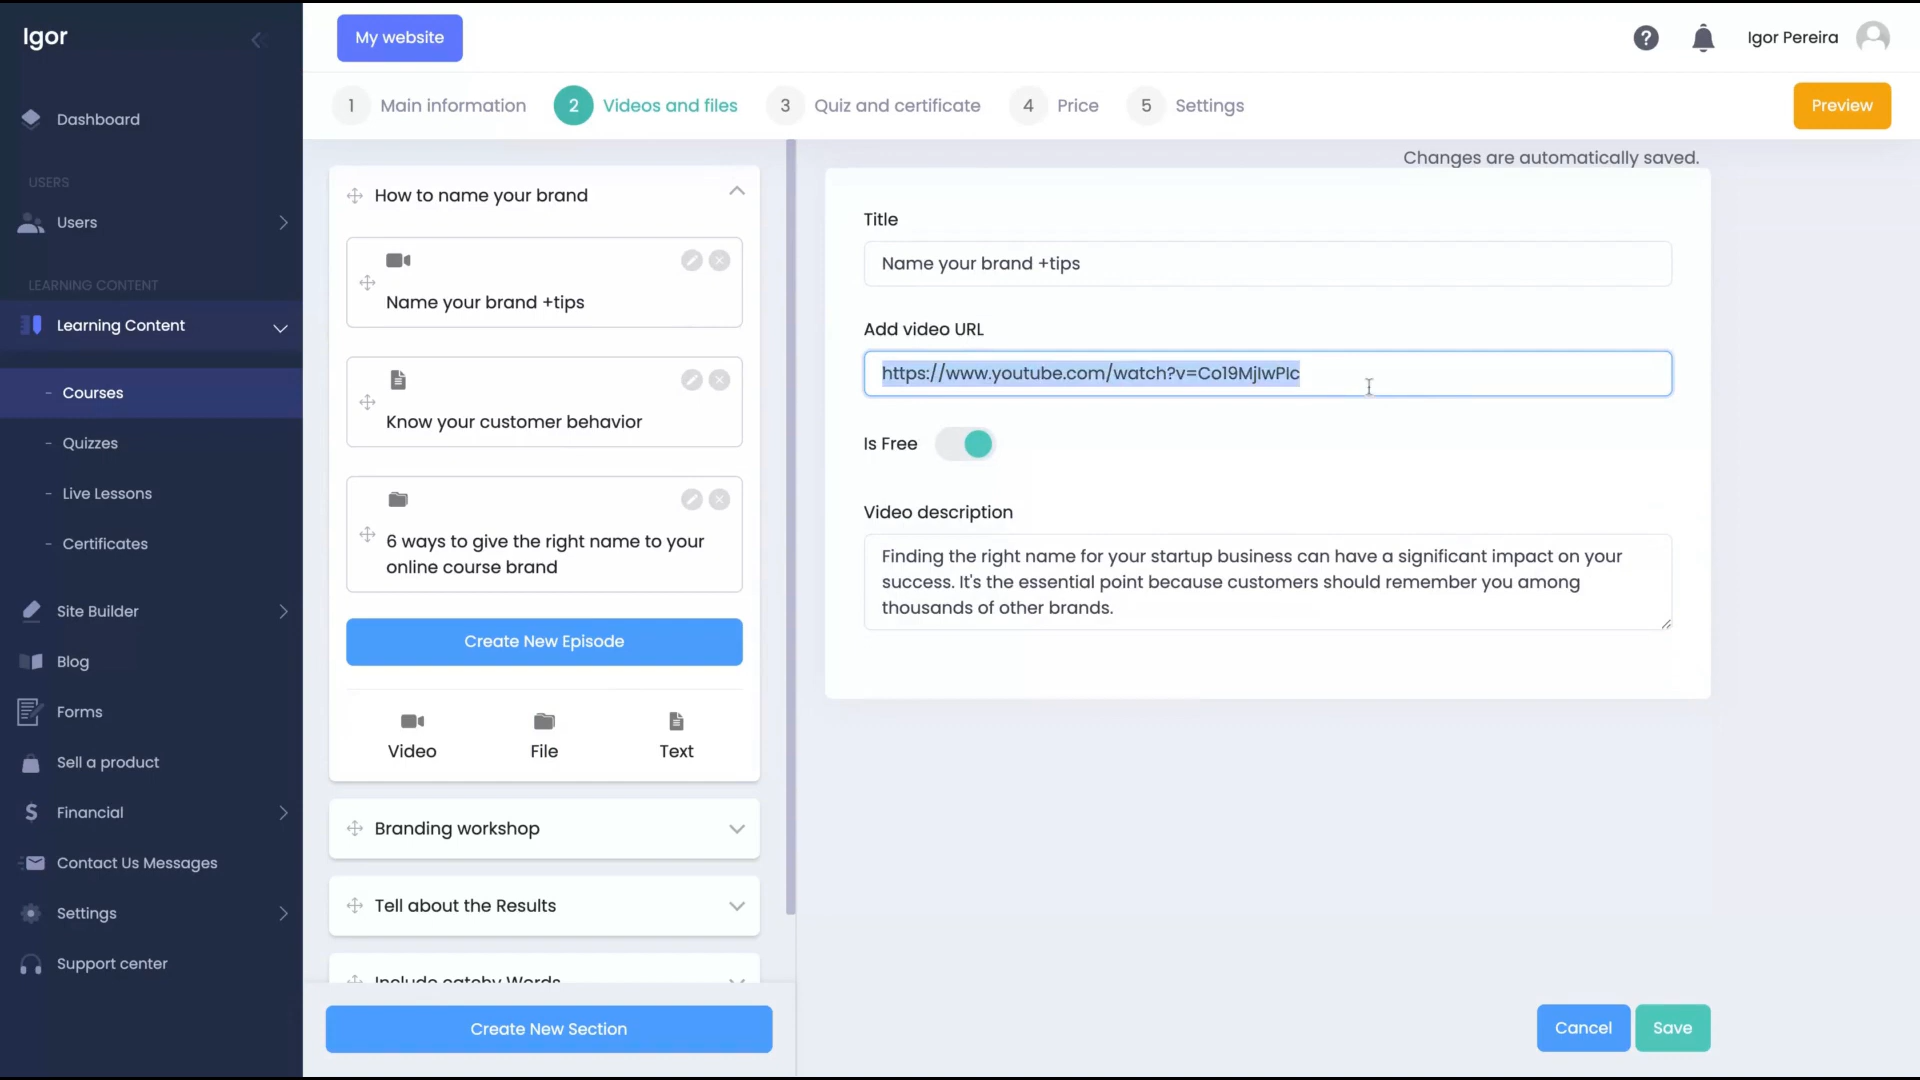 Igor
My website
Igor Pereira
1 Main information
2 Videos and files
3 Quiz and certificate
4 Price
5 Settings
Preview
Dashboard
USERS
Users
LEARNING CONTENT
Learning Content
- Courses
- Quizzes
- Live Lessons
- Certificates
Site Builder
Blog
Forms
Sell a product
Financial
Contact Us Messages
Settings
Support center
How to name your brand
Name your brand +tips
Know your customer behavior
6 ways to give the right name to your
online course brand
Create New Episode
Video
File
Text
Branding workshop
Tell about the Results
Include catchy Words
Create New Section
Changes are automatically saved.
Title
Name your brand +tips
Add video URL
https://www.youtube.com/watch?v=Co19MjIwPIc
Is Free
Video description
Finding the right name for your startup business can have a significant impact on your
success. It's the essential point because customers should remember you among
thousands of other brands.
Cancel
Save